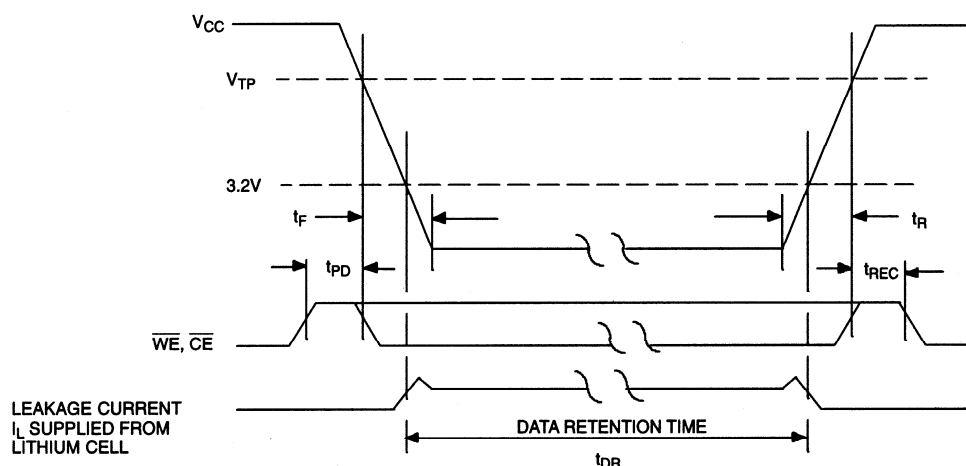 VCC
VTP
3.2V
tF
tR
tPD
tREC
WE, CE
LEAKAGE CURRENT
IL SUPPLIED FROM
LITHIUM CELL
DATA RETENTION TIME
tDR